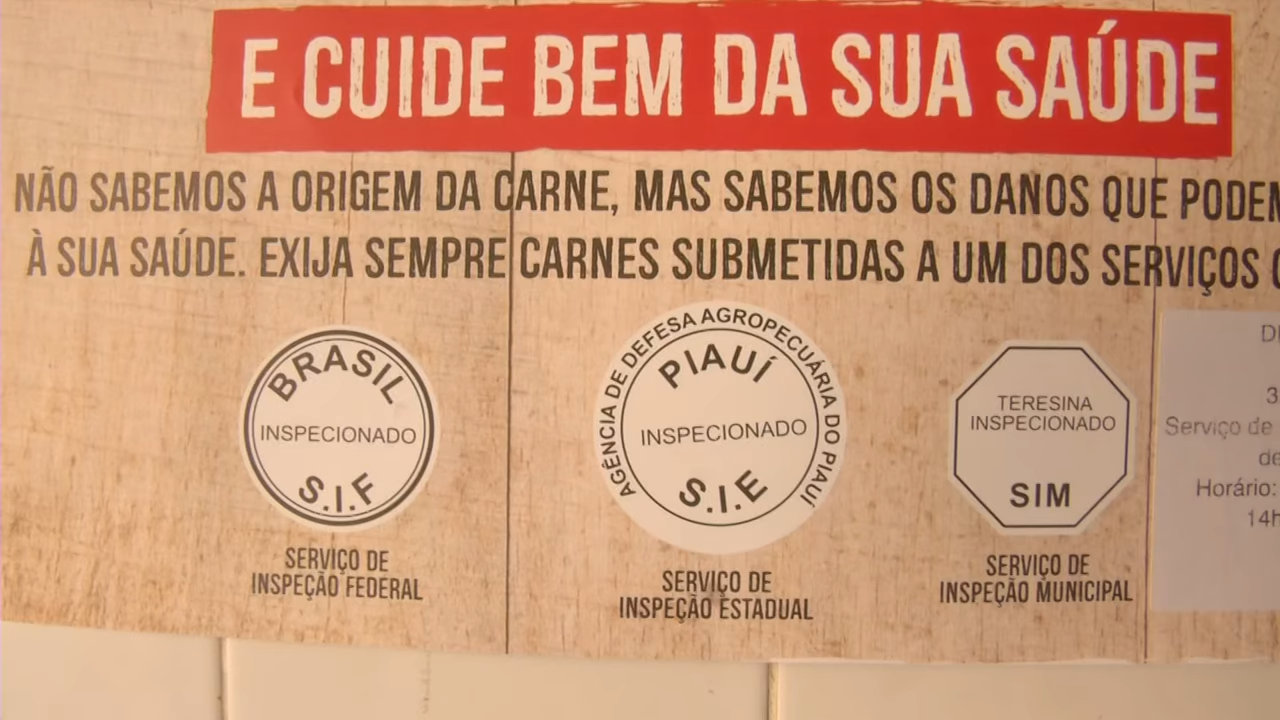 E CUIDE BEM DA SUA SAÚDE
NÃO SABEMOS A ORIGEM DA CARNE, MAS SABEMOS OS DANOS QUE PODEM
À SUA SAÚDE. EXIJA SEMPRE CARNES SUBMETIDAS A UM DOS SERVIÇOS
BRASIL
INSPECIONADO
S.I.F
SERVIÇO DE
INSPEÇÃO FEDERAL
AGÊNCIA DE DEFESA AGROPECUÁRIA DO PIAUÍ
PIAUÍ
INSPECIONADO
S.I.E
SERVIÇO DE
INSPEÇÃO ESTADUAL
TERESINA
INSPECIONADO
SIM
SERVIÇO DE
INSPEÇÃO MUNICIPAL
3
Serviço de
de
Horário:
14h